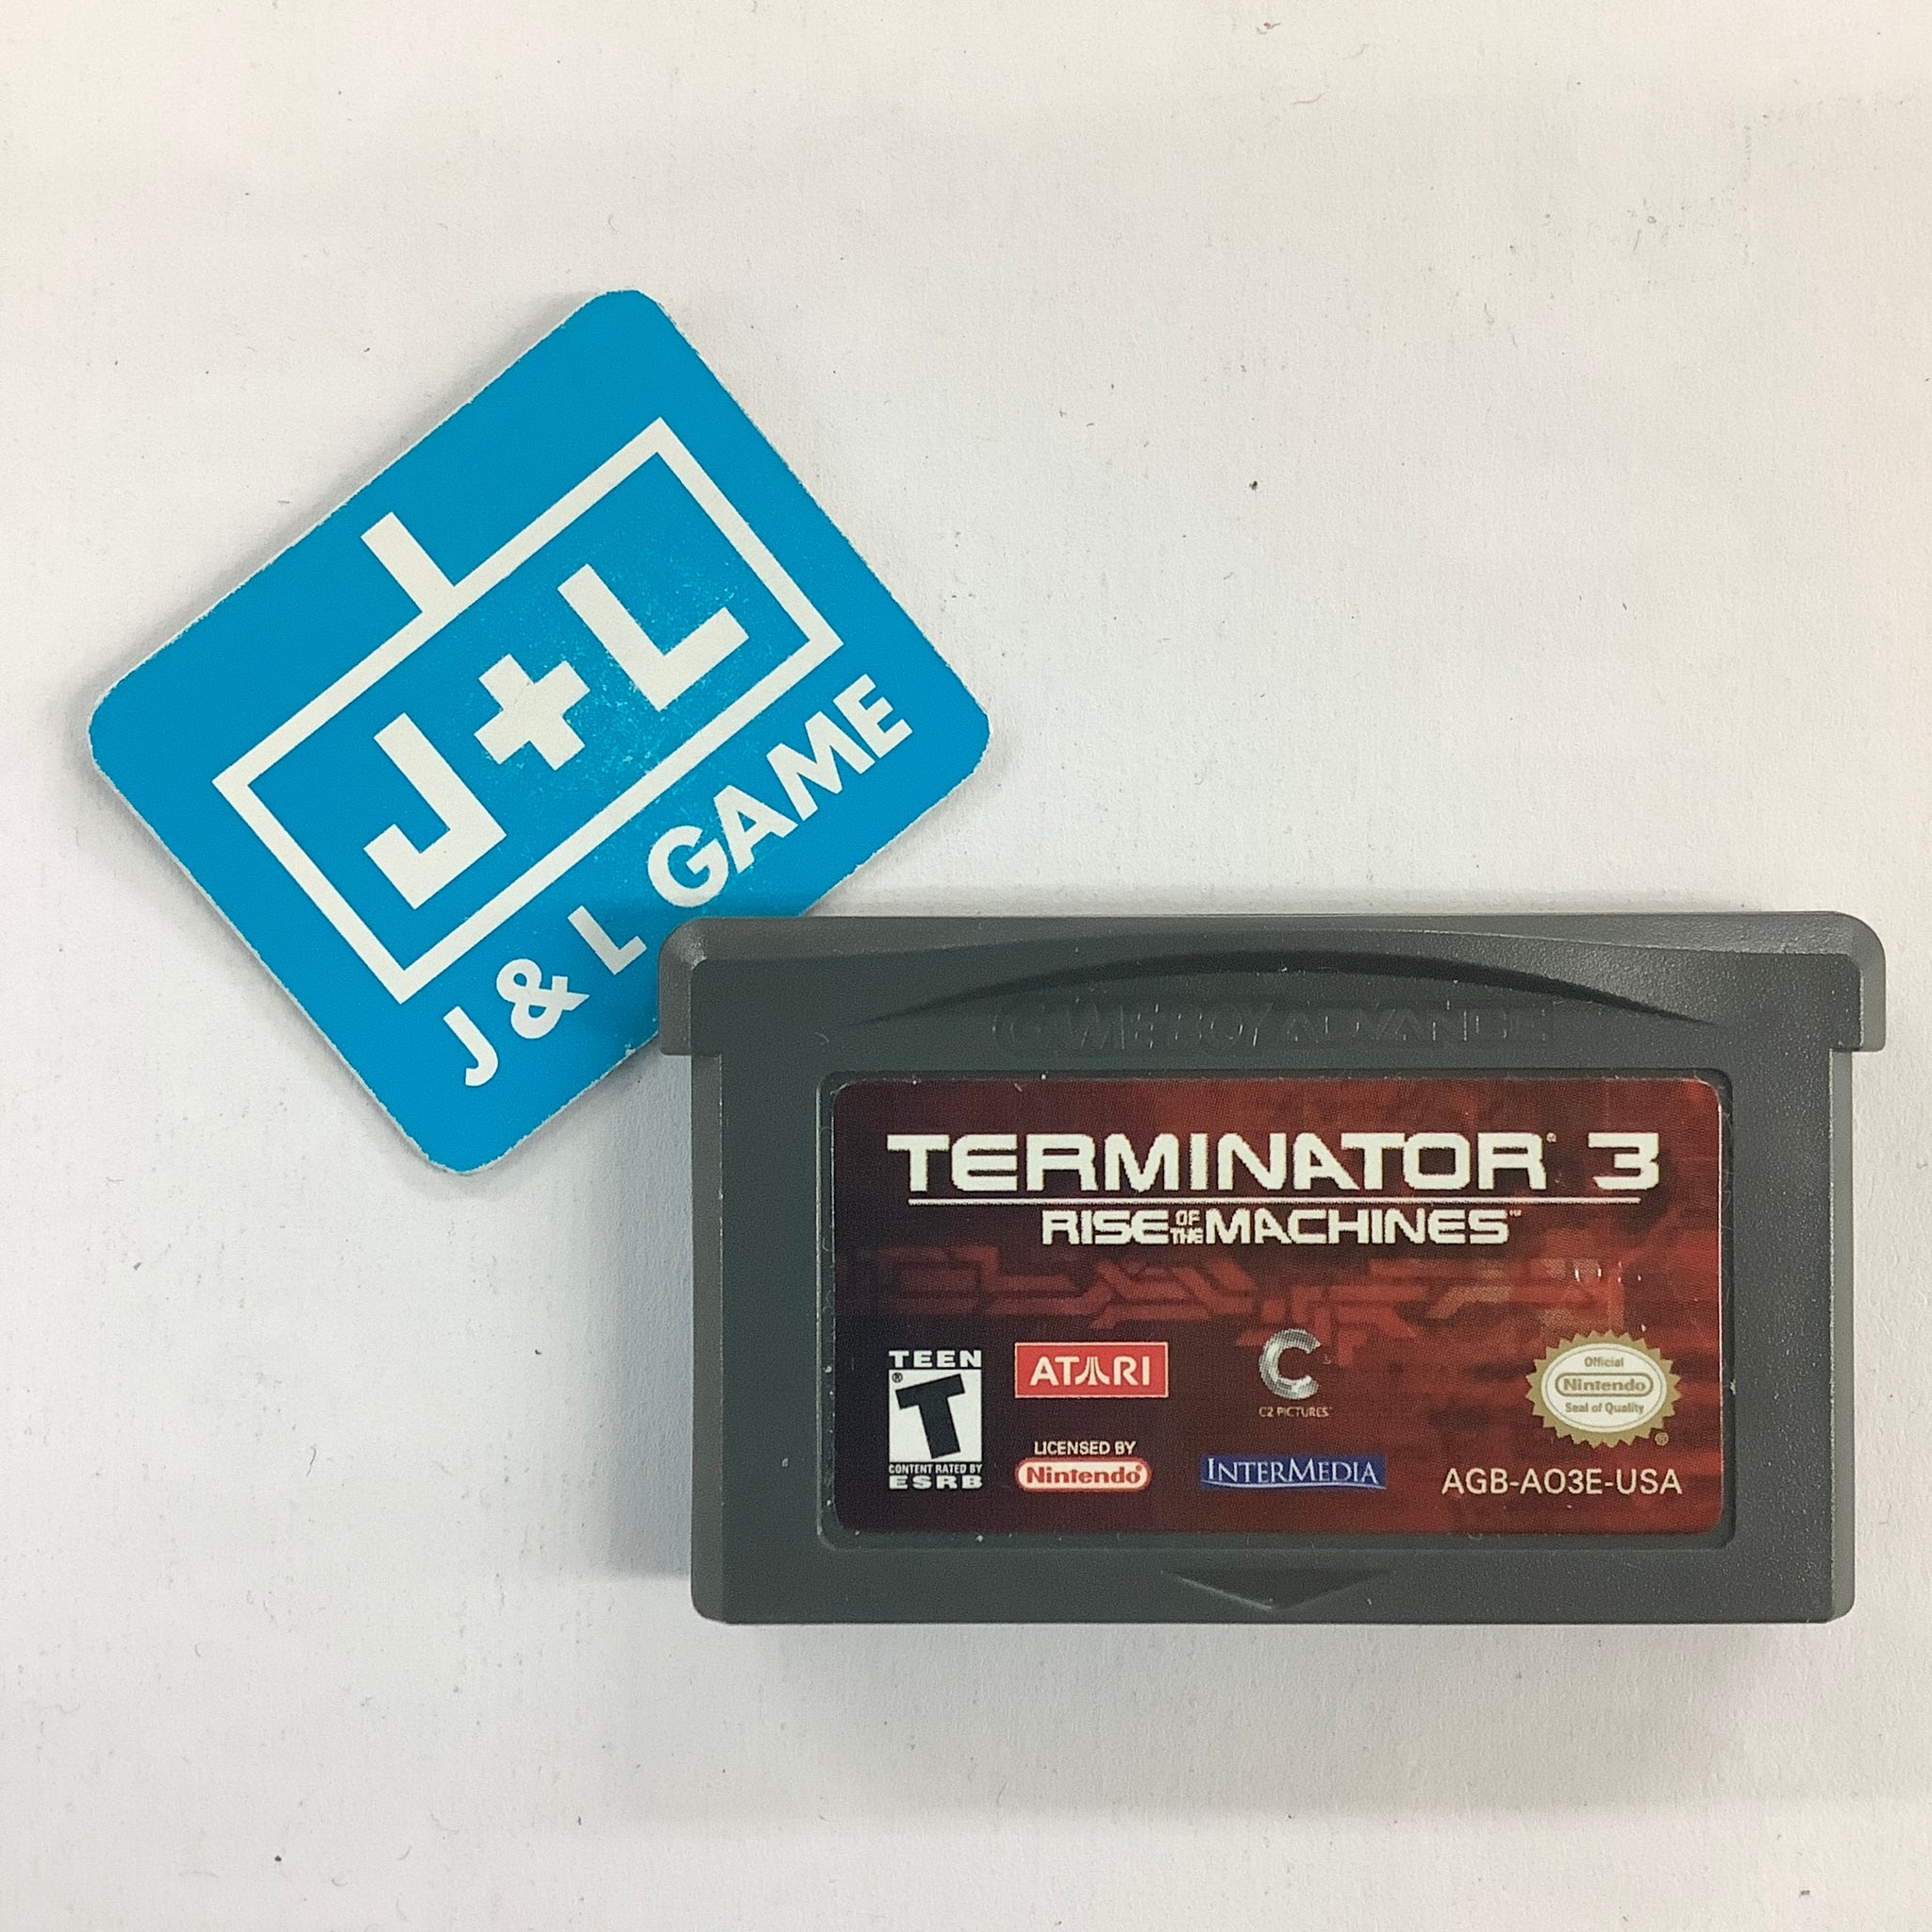 J+L
J & L GAME
GAME BOY ADVANCE
TERMINATOR® 3
RISE OF THE MACHINES™
TEEN
®
T
CONTENT RATED BY
ESRB
ATARI
LICENSED BY
Nintendo®
C
C2 PICTURES
INTERMEDIA
Official
Nintendo
Seal of Quality
®
AGB-AO3E-USA